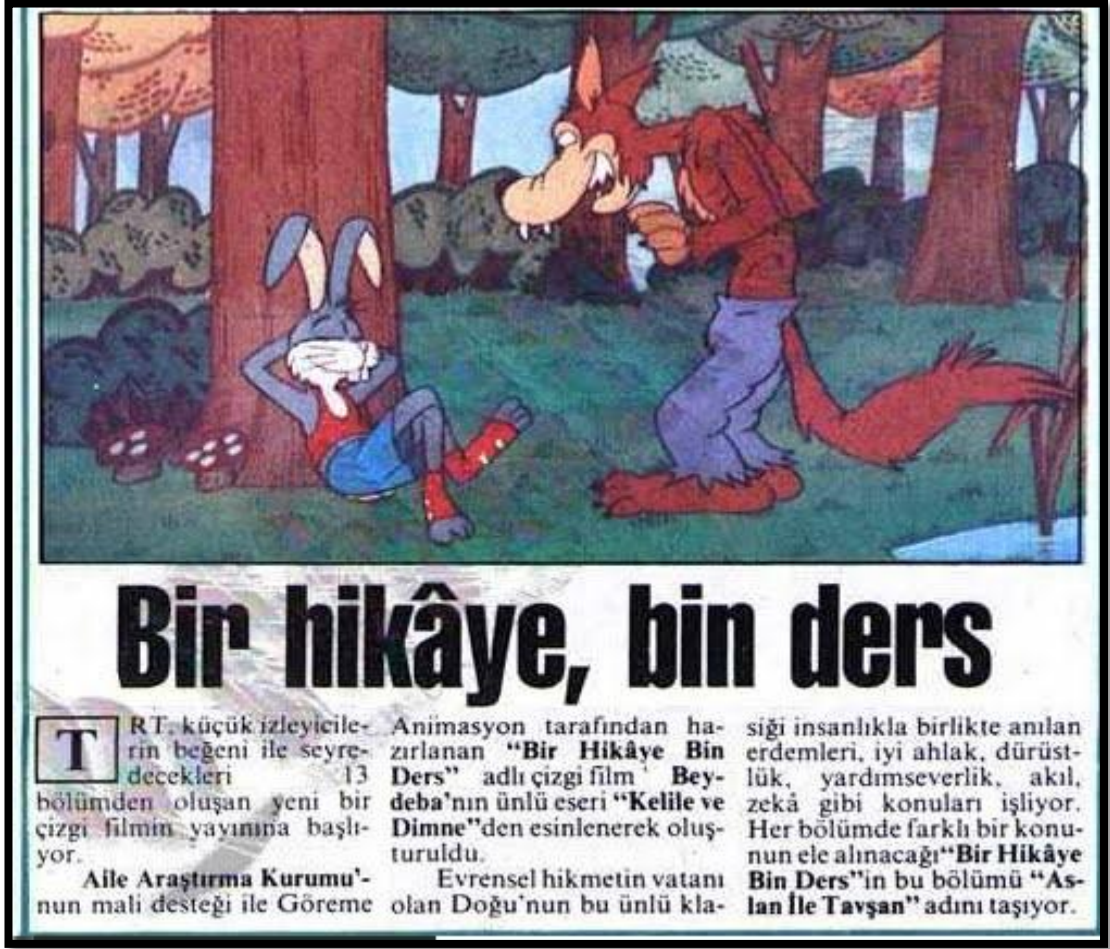 Bir hikâye, bin ders
TRT, küçük izleyicile-
rin beğeni ile seyre-
decekleri 13
bölümden oluşan yeni bir
çizgi filmin yayınına başlı-
yor.
Aile Araştırma Kurumu'-
nun mali desteği ile Göreme
Animasyon tarafından ha-
zırlanan “Bir Hikâye Bin
Ders” adlı çizgi film Bey-
deba'nın ünlü eseri “Kelile ve
Dimne”den esinlenerek oluş-
turuldu.
Evrensel hikmetin vatanı
olan Doğu'nun bu ünlü kla-
siği insanlıkla birlikte anılan
erdemleri, iyi ahlak, dürüst-
lük, yardımseverlik, akıl,
zekâ gibi konuları işliyor.
Her bölümde farklı bir konu-
nun ele alınacağı“Bir Hikâye
Bin Ders”in bu bölümü “As-
lan İle Tavşan” adını taşıyor.